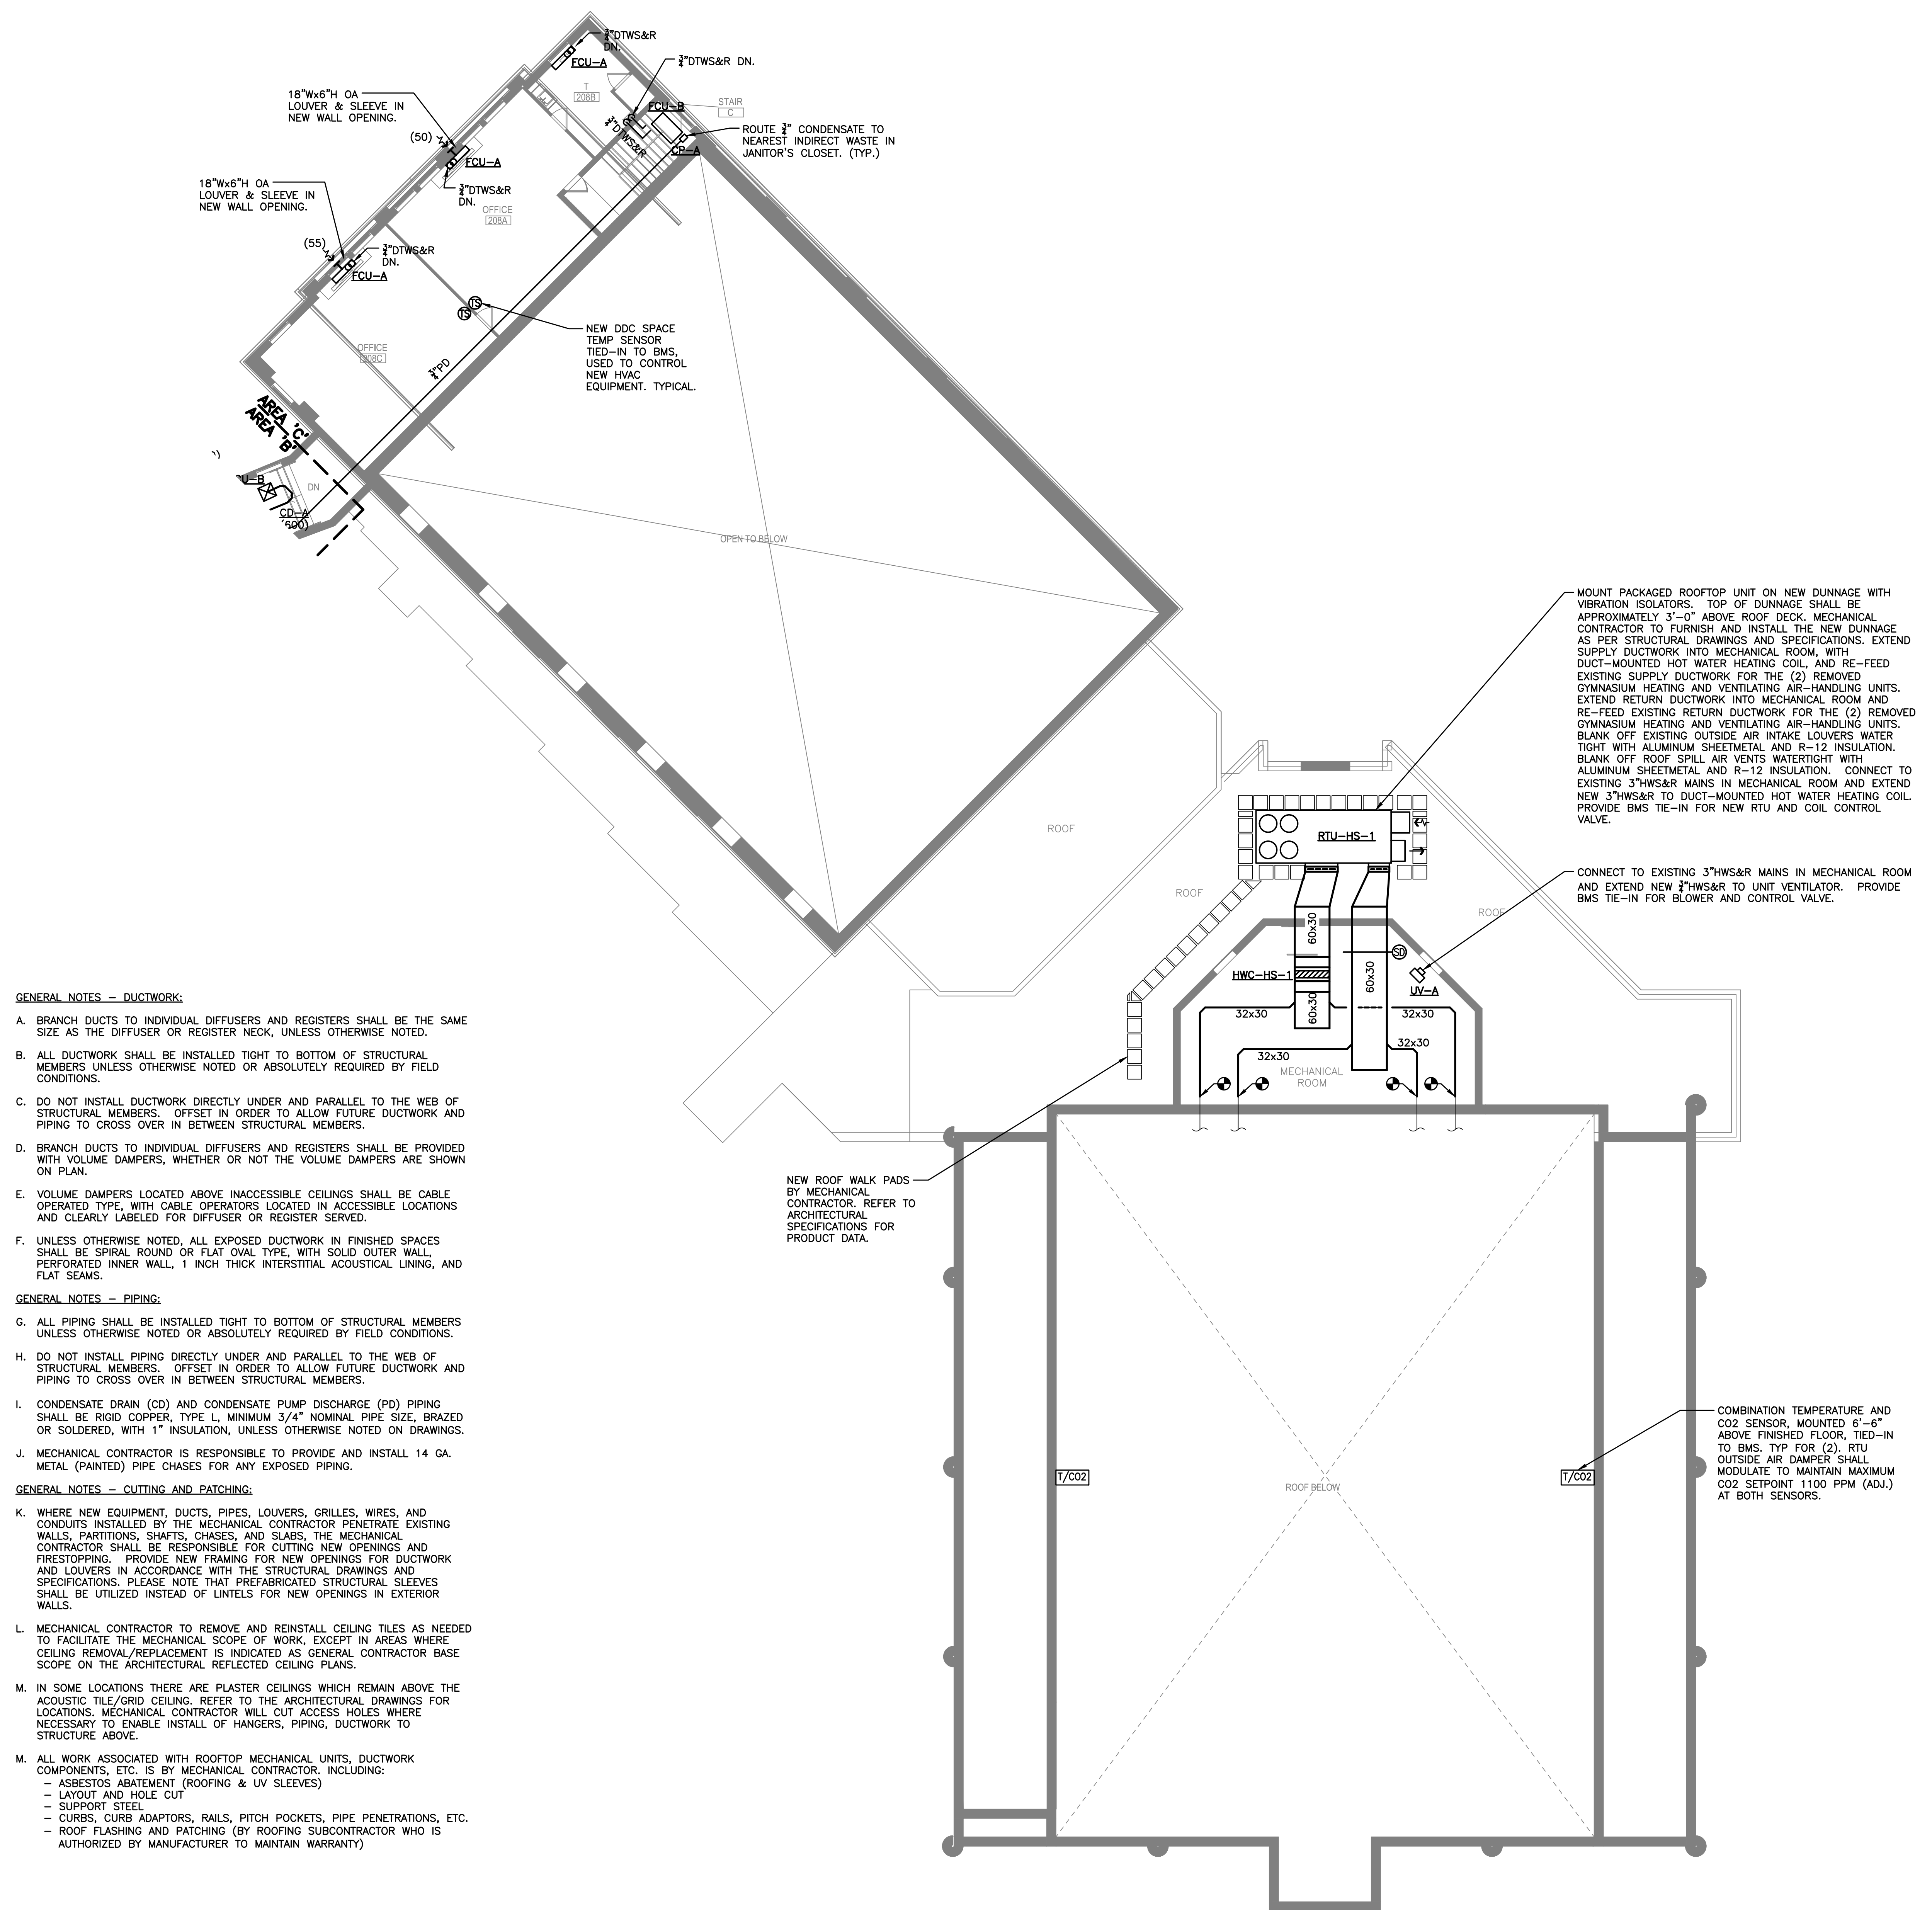 ¾"DTWS&R
DN.
FCU-A
¾"DTWS&R DN.
T
208B
FCU-B
STAIR
C
¾"DTWS&R
CP-A
ROUTE ¾" CONDENSATE TO
NEAREST INDIRECT WASTE IN
JANITOR'S CLOSET. (TYP.)
18"Wx6"H OA
LOUVER & SLEEVE IN
NEW WALL OPENING.
(50)
FCU-A
¾"DTWS&R
DN.
OFFICE
208A
18"Wx6"H OA
LOUVER & SLEEVE IN
NEW WALL OPENING.
(55)
¾"DTWS&R
DN.
FCU-A
TS
TS
NEW DDC SPACE
TEMP SENSOR
TIED-IN TO BMS,
USED TO CONTROL
NEW HVAC
EQUIPMENT. TYPICAL.
OFFICE
208C
¾"PD
AREA 'C'
AREA 'B'
U-B
DN
CD-A
(600)
OPEN TO BELOW
MOUNT PACKAGED ROOFTOP UNIT ON NEW DUNNAGE WITH
VIBRATION ISOLATORS. TOP OF DUNNAGE SHALL BE
APPROXIMATELY 3'-0" ABOVE ROOF DECK. MECHANICAL
CONTRACTOR TO FURNISH AND INSTALL THE NEW DUNNAGE
AS PER STRUCTURAL DRAWINGS AND SPECIFICATIONS. EXTEND
SUPPLY DUCTWORK INTO MECHANICAL ROOM, WITH
DUCT-MOUNTED HOT WATER HEATING COIL, AND RE-FEED
EXISTING SUPPLY DUCTWORK FOR THE (2) REMOVED
GYMNASIUM HEATING AND VENTILATING AIR-HANDLING UNITS.
EXTEND RETURN DUCTWORK INTO MECHANICAL ROOM AND
RE-FEED EXISTING RETURN DUCTWORK FOR THE (2) REMOVED
GYMNASIUM HEATING AND VENTILATING AIR-HANDLING UNITS.
BLANK OFF EXISTING OUTSIDE AIR INTAKE LOUVERS WATER
TIGHT WITH ALUMINUM SHEETMETAL AND R-12 INSULATION.
BLANK OFF ROOF SPILL AIR VENTS WATERTIGHT WITH
ALUMINUM SHEETMETAL AND R-12 INSULATION. CONNECT TO
EXISTING 3"HWS&R MAINS IN MECHANICAL ROOM AND EXTEND
NEW 3"HWS&R TO DUCT-MOUNTED HOT WATER HEATING COIL.
PROVIDE BMS TIE-IN FOR NEW RTU AND COIL CONTROL
VALVE.
ROOF
RTU-HS-1
CONNECT TO EXISTING 3"HWS&R MAINS IN MECHANICAL ROOM
AND EXTEND NEW ¾"HWS&R TO UNIT VENTILATOR. PROVIDE
BMS TIE-IN FOR BLOWER AND CONTROL VALVE.
ROOF
ROOF
60x30
SD
HWC-HS-1
60x30
UV-A
60x30
32x30
32x30
32x30
32x30
MECHANICAL
ROOM
NEW ROOF WALK PADS
BY MECHANICAL
CONTRACTOR. REFER TO
ARCHITECTURAL
SPECIFICATIONS FOR
PRODUCT DATA.
COMBINATION TEMPERATURE AND
CO2 SENSOR, MOUNTED 6'-6"
ABOVE FINISHED FLOOR, TIED-IN
TO BMS. TYP FOR (2). RTU
OUTSIDE AIR DAMPER SHALL
MODULATE TO MAINTAIN MAXIMUM
CO2 SETPOINT 1100 PPM (ADJ.)
AT BOTH SENSORS.
T/CO2
T/CO2
ROOF BELOW
GENERAL NOTES - DUCTWORK:
A. BRANCH DUCTS TO INDIVIDUAL DIFFUSERS AND REGISTERS SHALL BE THE SAME
SIZE AS THE DIFFUSER OR REGISTER NECK, UNLESS OTHERWISE NOTED.
B. ALL DUCTWORK SHALL BE INSTALLED TIGHT TO BOTTOM OF STRUCTURAL
MEMBERS UNLESS OTHERWISE NOTED OR ABSOLUTELY REQUIRED BY FIELD
CONDITIONS.
C. DO NOT INSTALL DUCTWORK DIRECTLY UNDER AND PARALLEL TO THE WEB OF
STRUCTURAL MEMBERS. OFFSET IN ORDER TO ALLOW FUTURE DUCTWORK AND
PIPING TO CROSS OVER IN BETWEEN STRUCTURAL MEMBERS.
D. BRANCH DUCTS TO INDIVIDUAL DIFFUSERS AND REGISTERS SHALL BE PROVIDED
WITH VOLUME DAMPERS, WHETHER OR NOT THE VOLUME DAMPERS ARE SHOWN
ON PLAN.
E. VOLUME DAMPERS LOCATED ABOVE INACCESSIBLE CEILINGS SHALL BE CABLE
OPERATED TYPE, WITH CABLE OPERATORS LOCATED IN ACCESSIBLE LOCATIONS
AND CLEARLY LABELED FOR DIFFUSER OR REGISTER SERVED.
F. UNLESS OTHERWISE NOTED, ALL EXPOSED DUCTWORK IN FINISHED SPACES
SHALL BE SPIRAL ROUND OR FLAT OVAL TYPE, WITH SOLID OUTER WALL,
PERFORATED INNER WALL, 1 INCH THICK INTERSTITIAL ACOUSTICAL LINING, AND
FLAT SEAMS.
GENERAL NOTES - PIPING:
G. ALL PIPING SHALL BE INSTALLED TIGHT TO BOTTOM OF STRUCTURAL MEMBERS
UNLESS OTHERWISE NOTED OR ABSOLUTELY REQUIRED BY FIELD CONDITIONS.
H. DO NOT INSTALL PIPING DIRECTLY UNDER AND PARALLEL TO THE WEB OF
STRUCTURAL MEMBERS. OFFSET IN ORDER TO ALLOW FUTURE DUCTWORK AND
PIPING TO CROSS OVER IN BETWEEN STRUCTURAL MEMBERS.
I. CONDENSATE DRAIN (CD) AND CONDENSATE PUMP DISCHARGE (PD) PIPING
SHALL BE RIGID COPPER, TYPE L, MINIMUM 3/4" NOMINAL PIPE SIZE, BRAZED
OR SOLDERED, WITH 1" INSULATION, UNLESS OTHERWISE NOTED ON DRAWINGS.
J. MECHANICAL CONTRACTOR IS RESPONSIBLE TO PROVIDE AND INSTALL 14 GA.
METAL (PAINTED) PIPE CHASES FOR ANY EXPOSED PIPING.
GENERAL NOTES - CUTTING AND PATCHING:
K. WHERE NEW EQUIPMENT, DUCTS, PIPES, LOUVERS, GRILLES, WIRES, AND
CONDUITS INSTALLED BY THE MECHANICAL CONTRACTOR PENETRATE EXISTING
WALLS, PARTITIONS, SHAFTS, CHASES, AND SLABS, THE MECHANICAL
CONTRACTOR SHALL BE RESPONSIBLE FOR CUTTING NEW OPENINGS AND
FIRESTOPPING. PROVIDE NEW FRAMING FOR NEW OPENINGS FOR DUCTWORK
AND LOUVERS IN ACCORDANCE WITH THE STRUCTURAL DRAWINGS AND
SPECIFICATIONS. PLEASE NOTE THAT PREFABRICATED STRUCTURAL SLEEVES
SHALL BE UTILIZED INSTEAD OF LINTELS FOR NEW OPENINGS IN EXTERIOR
WALLS.
L. MECHANICAL CONTRACTOR TO REMOVE AND REINSTALL CEILING TILES AS NEEDED
TO FACILITATE THE MECHANICAL SCOPE OF WORK, EXCEPT IN AREAS WHERE
CEILING REMOVAL/REPLACEMENT IS INDICATED AS GENERAL CONTRACTOR BASE
SCOPE ON THE ARCHITECTURAL REFLECTED CEILING PLANS.
M. IN SOME LOCATIONS THERE ARE PLASTER CEILINGS WHICH REMAIN ABOVE THE
ACOUSTIC TILE/GRID CEILING. REFER TO THE ARCHITECTURAL DRAWINGS FOR
LOCATIONS. MECHANICAL CONTRACTOR WILL CUT ACCESS HOLES WHERE
NECESSARY TO ENABLE INSTALL OF HANGERS, PIPING, DUCTWORK TO
STRUCTURE ABOVE.
M. ALL WORK ASSOCIATED WITH ROOFTOP MECHANICAL UNITS, DUCTWORK
COMPONENTS, ETC. IS BY MECHANICAL CONTRACTOR. INCLUDING:
- ASBESTOS ABATEMENT (ROOFING & UV SLEEVES)
- LAYOUT AND HOLE CUT
- SUPPORT STEEL
- CURBS, CURB ADAPTORS, RAILS, PITCH POCKETS, PIPE PENETRATIONS, ETC.
- ROOF FLASHING AND PATCHING (BY ROOFING SUBCONTRACTOR WHO IS
AUTHORIZED BY MANUFACTURER TO MAINTAIN WARRANTY)